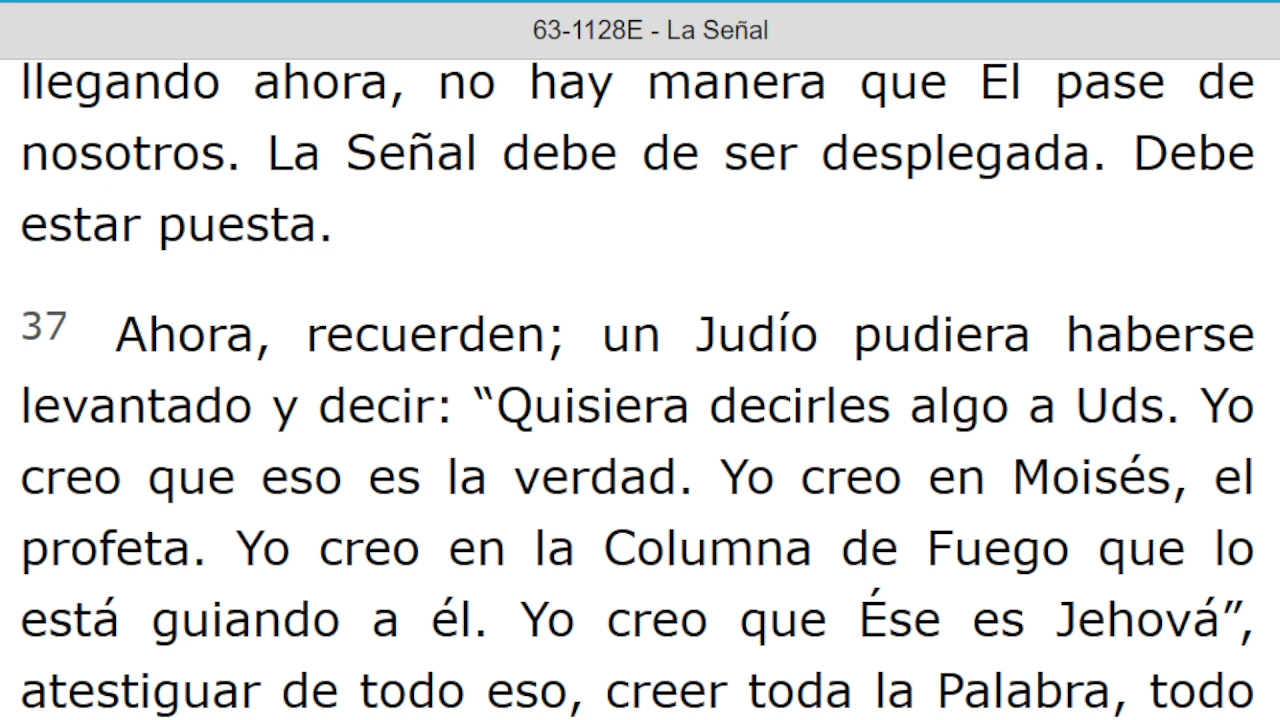 63-1128E - La Señal
llegando ahora, no hay manera que El pase de
nosotros. La Señal debe de ser desplegada. Debe
estar puesta.
37 Ahora, recuerden; un Judío pudiera haberse
levantado y decir: “Quisiera decirles algo a Uds. Yo
creo que eso es la verdad. Yo creo en Moisés, el
profeta. Yo creo en la Columna de Fuego que lo
está guiando a él. Yo creo que Ése es Jehová”,
atestiguar de todo eso, creer toda la Palabra, todo